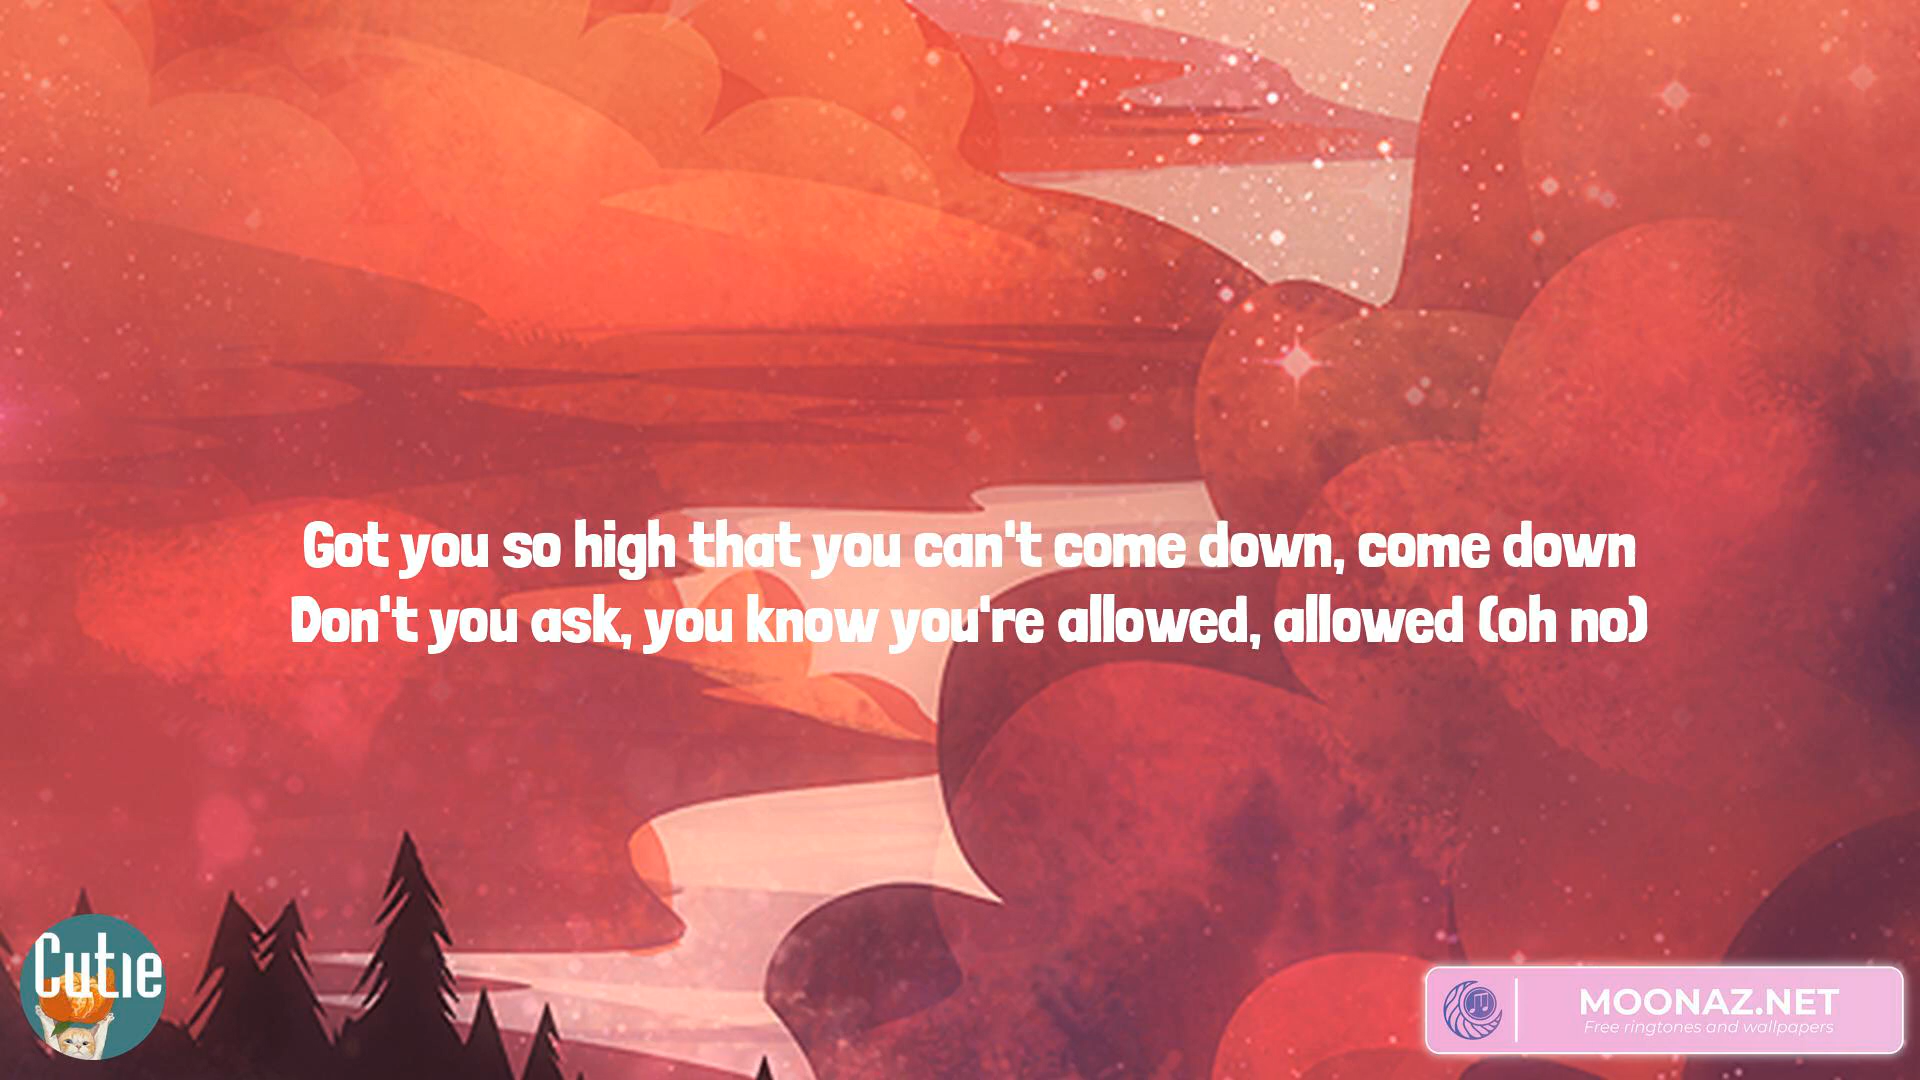 Got you so high that you can't come down, come down
Don't you ask, you know you're allowed, allowed (oh no)
Cutie
MOONAZ.NET
Free ringtones and wallpapers